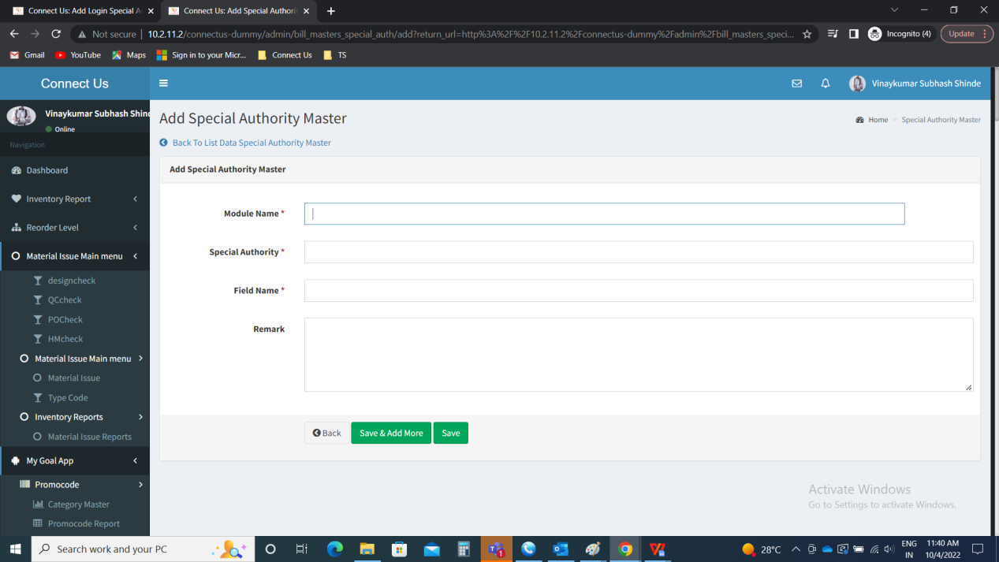 Connect Us: Add Login Special A
Connect Us: Add Special Authorit
Not secure
10.2.11.2/connectus-dummy/admin/bill_masters_special_auth/add?return_url=http%3A%2F%2F10.2.11.2%2Fconnectus-dummy%2Fadmin%2Fbill_masters_speci...
Incognito (4)
Update
Gmail
YouTube
Maps
Sign in to your Micr...
Connect Us
TS
Connect Us
Vinaykumar Subhash Shinde
Vinaykumar Subhash Shind
Online
Navigation
Dashboard
Inventory Report
Reorder Level
Material Issue Main menu
designcheck
QCcheck
POCheck
HMcheck
Material Issue Main menu
Material Issue
Type Code
Inventory Reports
Material Issue Reports
My Goal App
Promocode
Category Master
Promocode Report
Add Special Authority Master
Home
Special Authority Master
Back To List Data Special Authority Master
Add Special Authority Master
Module Name *
Special Authority *
Field Name *
Remark
Back
Save & Add More
Save
Activate Windows
Go to Settings to activate Windows.
Search work and your PC
1
28°C
ENG
IN
11:40 AM
10/4/2022